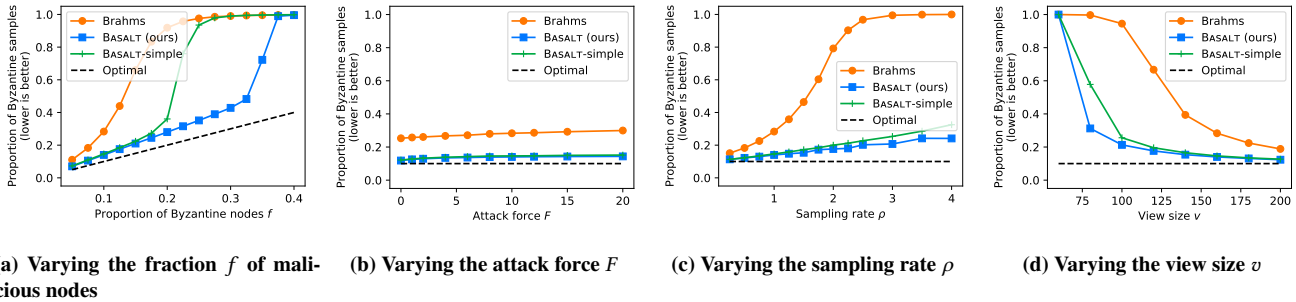 Proportion of Byzantine samples
(lower is better)
1.0
0.8
0.6
0.4
0.2
0.0
Brahms
BASALT (ours)
BASALT-simple
Optimal
0.1
0.2
0.3
0.4
Proportion of Byzantine nodes f
Proportion of Byzantine samples
(lower is better)
1.0
0.8
0.6
0.4
0.2
0.0
Brahms
BASALT (ours)
BASALT-simple
Optimal
0
5
10
15
20
Attack force F
Proportion of Byzantine samples
(lower is better)
1.0
0.8
0.6
0.4
0.2
0.0
Brahms
BASALT (ours)
BASALT-simple
Optimal
1
2
3
4
Sampling rate ρ
Proportion of Byzantine samples
(lower is better)
1.0
0.8
0.6
0.4
0.2
0.0
Brahms
BASALT (ours)
BASALT-simple
Optimal
75
100
125
150
175
200
View size v
a) Varying the fraction f of mali-
cious nodes
(b) Varying the attack force F
(c) Varying the sampling rate ρ
(d) Varying the view size v